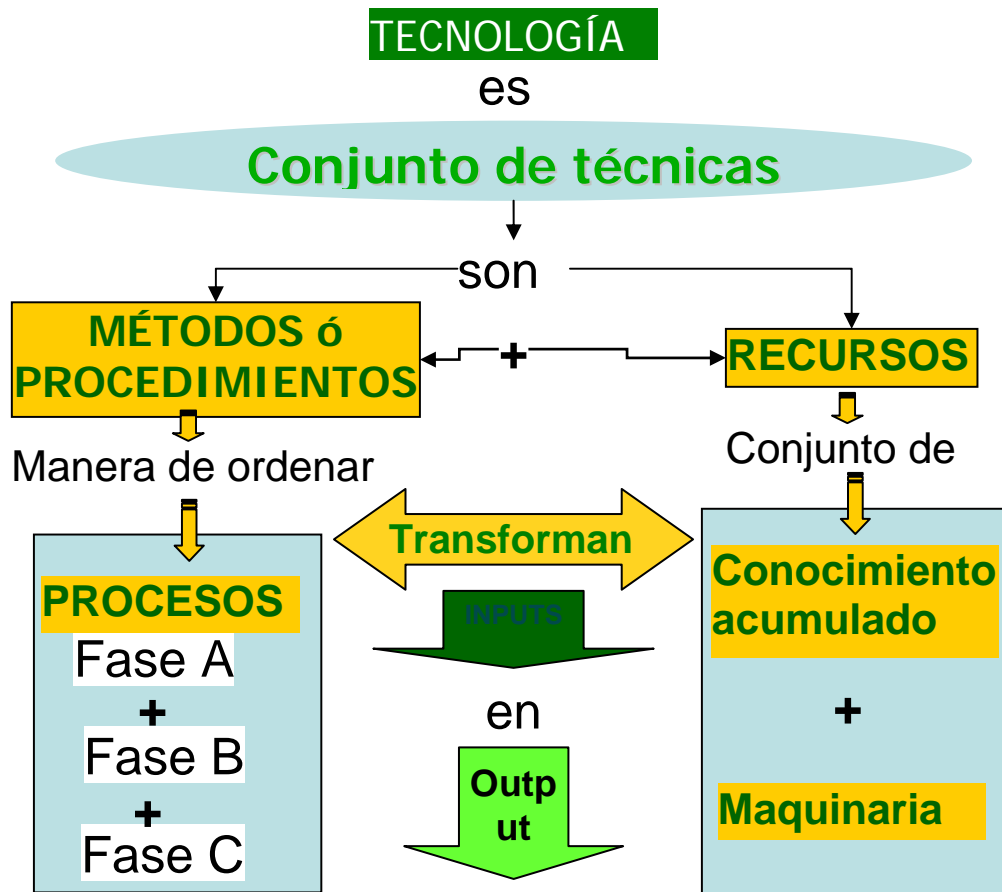 TECNOLOGÍA
es
Conjunto de técnicas
son
MÉTODOS ó
PROCEDIMIENTOS
+
RECURSOS
Manera de ordenar
Conjunto de
Transforman
PROCESOS
Fase A
+
Fase B
+
Fase C
INPUTS
en
Outp
ut
Conocimiento
acumulado
+
Maquinaria